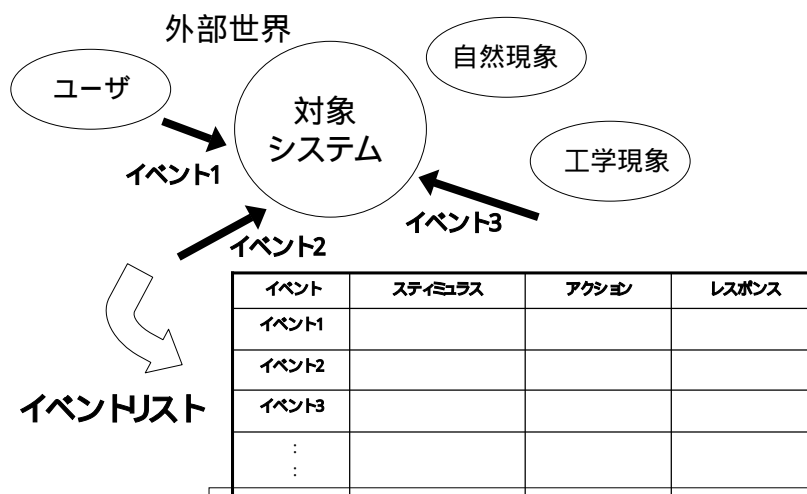 外部世界
ユーザ
自然現象
対象
システム
工学現象
イベント1
イベント3
イベント2
イベント スティミュラス アクション レスポンス
イベント1
イベント2
イベントリスト
イベント3
:
: